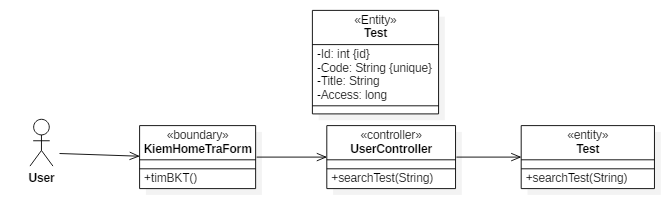 «Entity»
Test
-Id: int {id}
-Code: String {unique}
-Title: String
-Access: long
«boundary»
KiemHomeTraForm
+timBKT()
«controller»
UserController
+searchTest(String)
«entity»
Test
+searchTest(String)
User